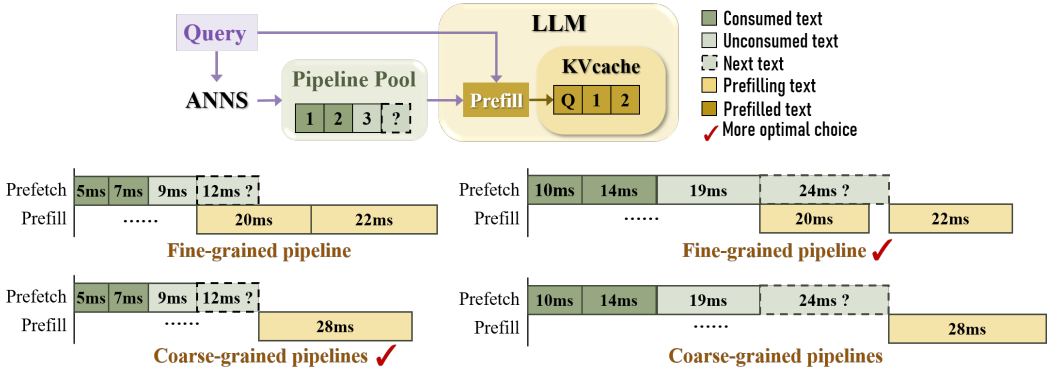 Query
LLM
KVcache
Pipeline Pool
ANNS
Prefill
1 2 3 ?
Q 1 2
Consumed text
Unconsumed text
Next text
Prefilling text
Prefilled text
More optimal choice
Prefetch 5ms 7ms 9ms 12ms ?
Prefill ...... 20ms 22ms
Fine-grained pipeline
Prefetch 10ms 14ms 19ms 24ms ?
Prefill ...... 20ms 22ms
Fine-grained pipeline
Prefetch 5ms 7ms 9ms 12ms ?
Prefill ...... 28ms
Coarse-grained pipelines
Prefetch 10ms 14ms 19ms 24ms ?
Prefill ...... 28ms
Coarse-grained pipelines